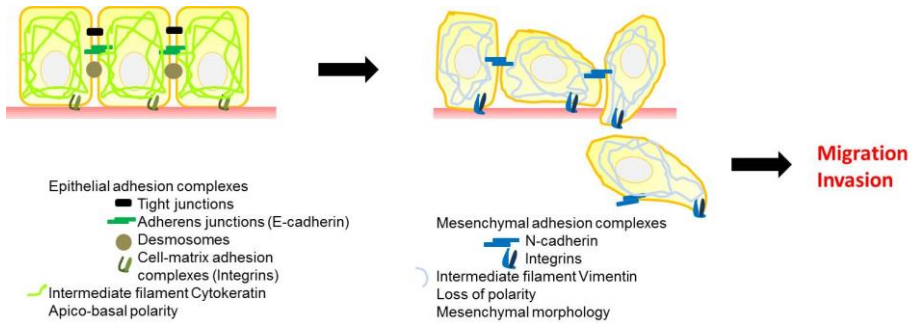 Migration
Invasion
Epithelial adhesion complexes
Tight junctions
Adherens junctions (E-cadherin)
Desmosomes
Cell-matrix adhesion
complexes (Integrins)
Intermediate filament Cytokeratin
Apico-basal polarity
Mesenchymal adhesion complexes
N-cadherin
Integrins
Intermediate filament Vimentin
Loss of polarity
Mesenchymal morphology